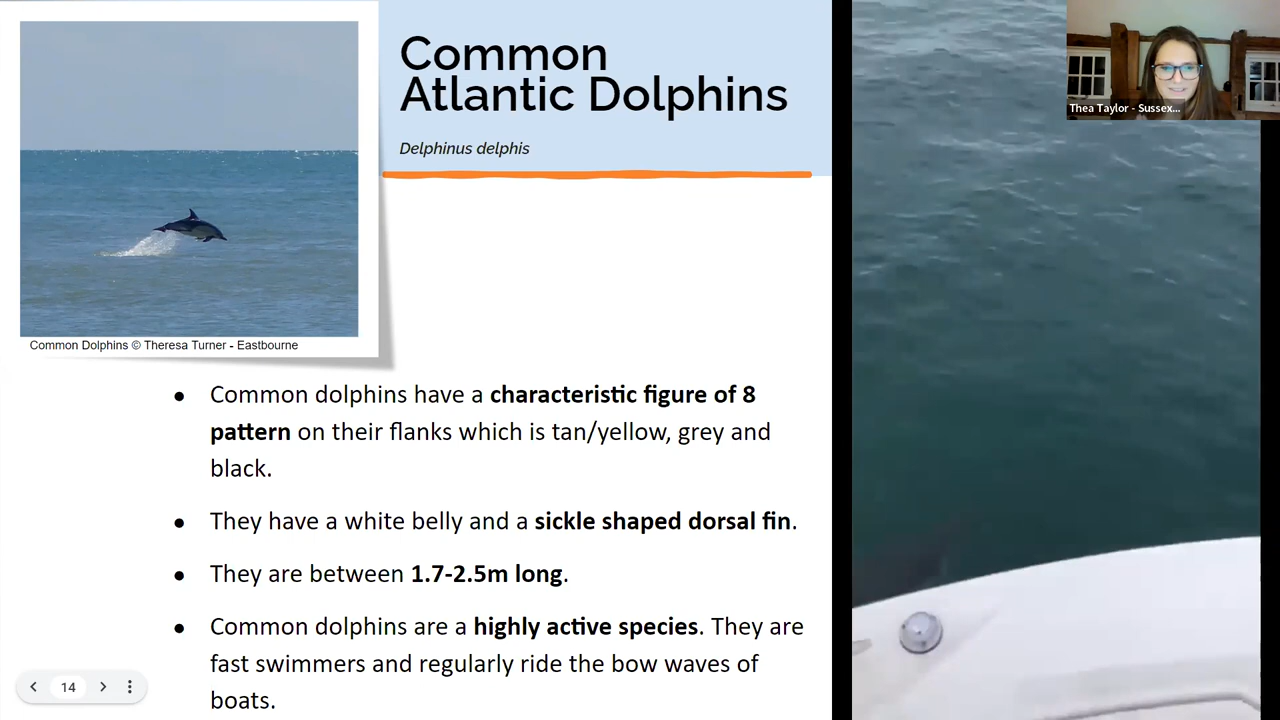 Common
Atlantic Dolphins
Delphinus delphis
Thea Taylor - Sussex...
Common Dolphins © Theresa Turner - Eastbourne
● Common dolphins have a characteristic figure of 8
pattern on their flanks which is tan/yellow, grey and
black.
● They have a white belly and a sickle shaped dorsal fin.
● They are between 1.7-2.5m long.
● Common dolphins are a highly active species. They are
fast swimmers and regularly ride the bow waves of
boats.
14